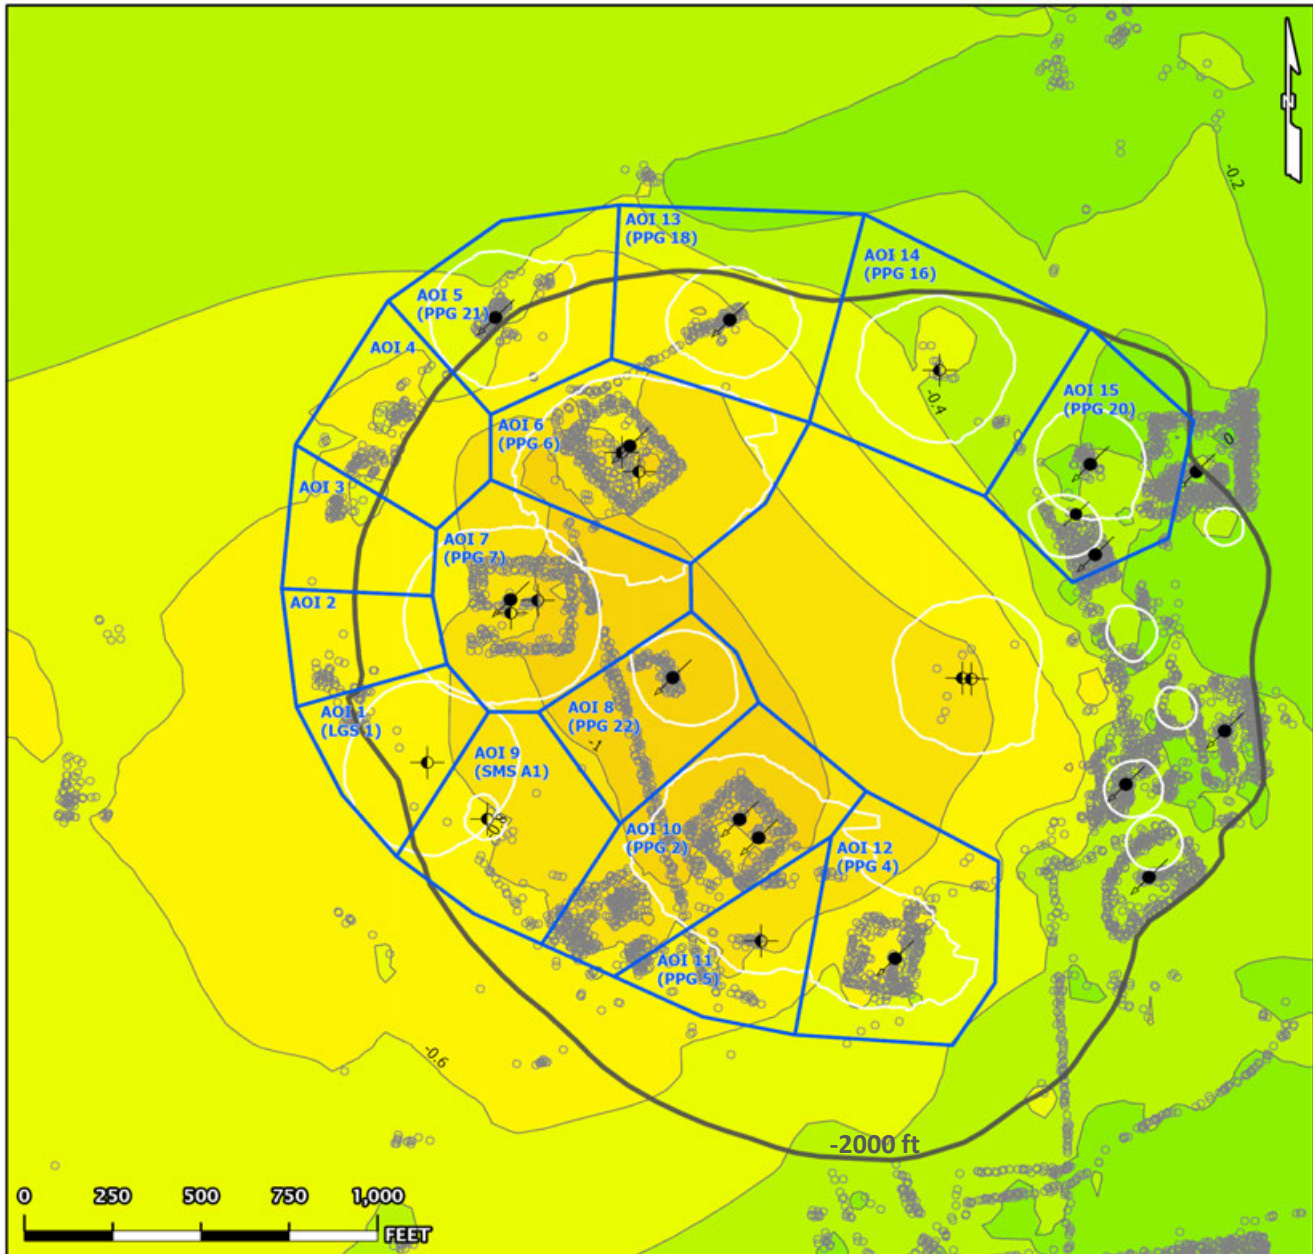 N
-0.2
AOI 13
(PPG 18)
AOI 14
(PPG 16)
AOI 5
(PPG 21)
AOI 4
AOI 15
(PPG 20)
-0.4
AOI 6
(PPG 6)
0
AOI 3
AOI 7
(PPG 7)
AOI 2
AOI 1
(LGS 1)
AOI 8
(PPG 22)
-1
AOI 9
(SMS A1)
-0.8
AOI 10
(PPG 2)
AOI 12
(PPG 4)
AOI 11
(PPG 5)
-0.6
-2000 ft
0 250 500 750 1,000
FEET